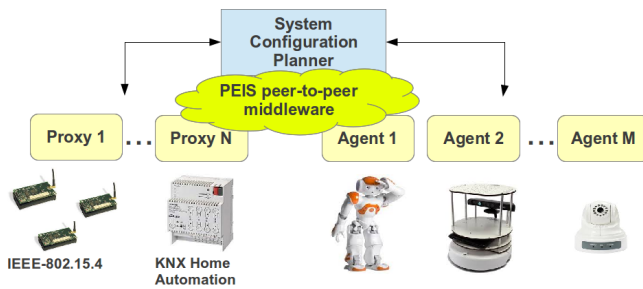 System
Configuration
Planner
PEIS peer-to-peer
middleware
Proxy 1 ... Proxy N Agent 1 Agent 2 ... Agent M
IEEE-802.15.4 KNX Home
Automation